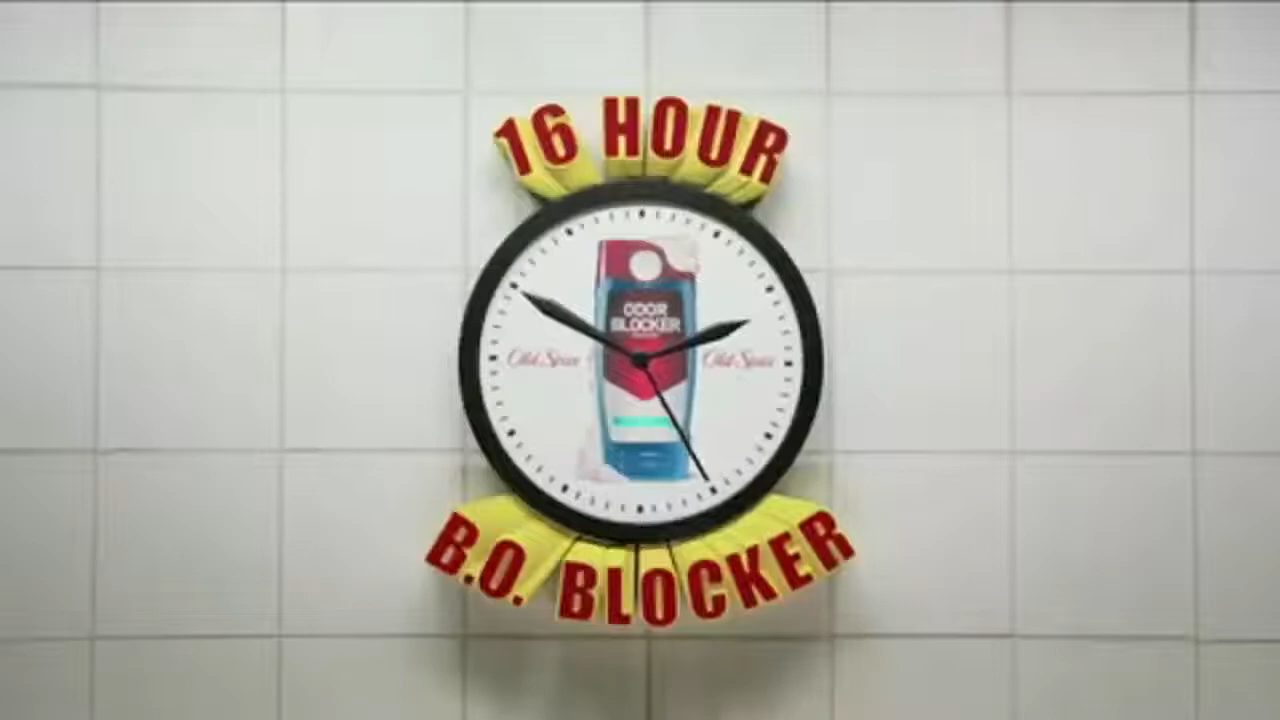 16 HOUR
ODOR
BLOCKER
Old Spice Old Spice
B.O. BLOCKER